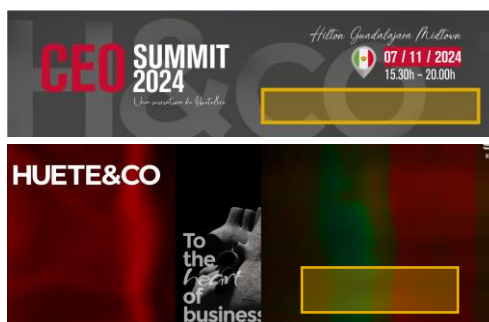 Hilton Guadalajara Midtown
CEO SUMMIT
2024
07 / 11 / 2024
15.30h – 20.00h
H&CO
HUETE&CO
To
the
heart
of
business